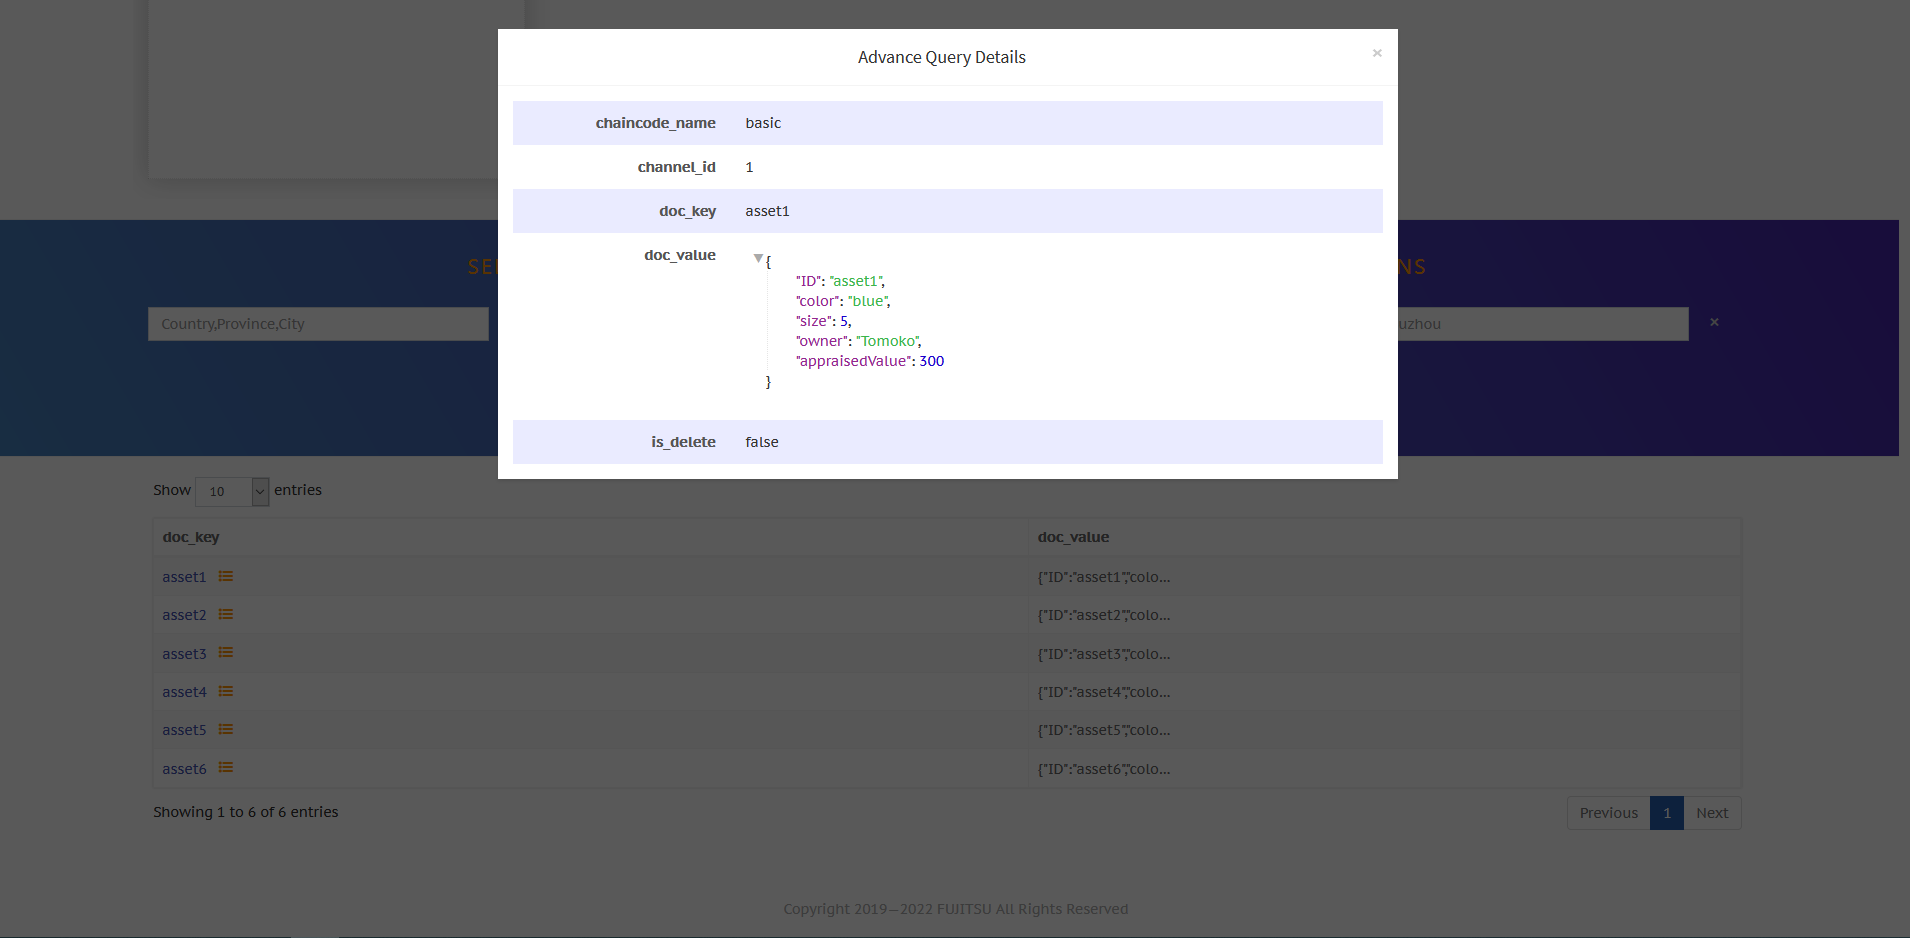 Advance Query Details ×
chaincode_name basic
channel_id 1
doc_key asset1
doc_value {
"ID": "asset1",
"color": "blue",
"size": 5,
"owner": "Tomoko",
"appraisedValue": 300
}
is_delete false
Country,Province,City ×
Show 10 entries
doc_key doc_value
asset1 {"ID":"asset1","colo...
asset2 {"ID":"asset2","colo...
asset3 {"ID":"asset3","colo...
asset4 {"ID":"asset4","colo...
asset5 {"ID":"asset5","colo...
asset6 {"ID":"asset6","colo...
Showing 1 to 6 of 6 entries Previous 1 Next
Copyright 2019—2022 FUJITSU All Rights Reserved